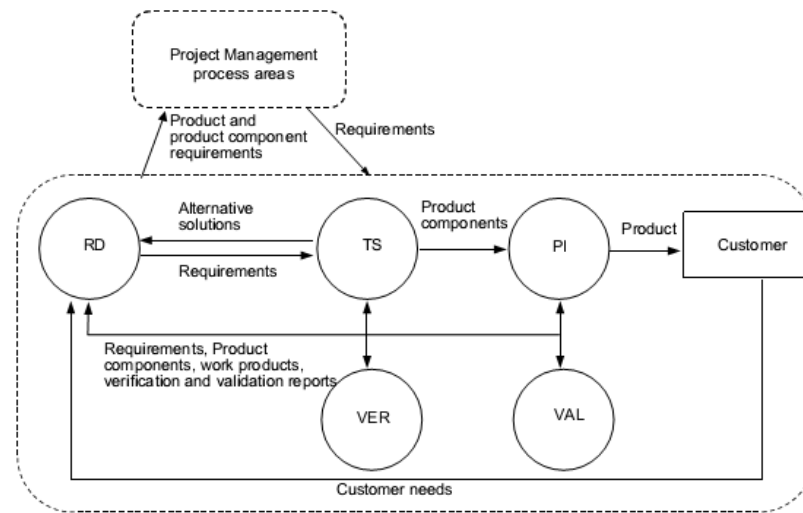 Project Management
process areas
Product and
product component
requirements
Requirements
Alternative
solutions
Product
components
Product
RD
TS
PI
Customer
Requirements
Requirements, Product
components, work products,
verification and validation reports
VER
VAL
Customer needs